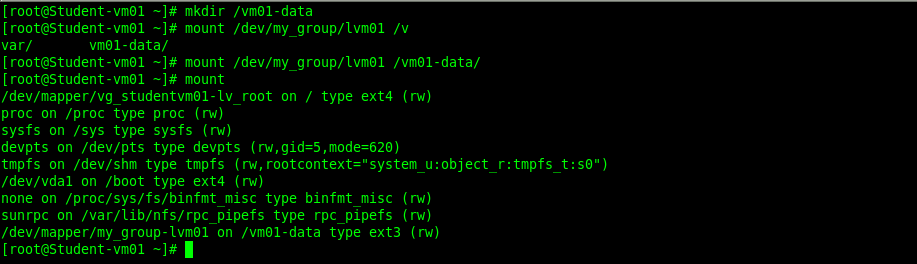 [root@Student-vm01 ~]# mkdir /vm01-data
[root@Student-vm01 ~]# mount /dev/my_group/lvm01 /v
var/       vm01-data/
[root@Student-vm01 ~]# mount /dev/my_group/lvm01 /vm01-data/
[root@Student-vm01 ~]# mount
/dev/mapper/vg_studentvm01-lv_root on / type ext4 (rw)
proc on /proc type proc (rw)
sysfs on /sys type sysfs (rw)
devpts on /dev/pts type devpts (rw,gid=5,mode=620)
tmpfs on /dev/shm type tmpfs (rw,rootcontext="system_u:object_r:tmpfs_t:s0")
/dev/vda1 on /boot type ext4 (rw)
none on /proc/sys/fs/binfmt_misc type binfmt_misc (rw)
sunrpc on /var/lib/nfs/rpc_pipefs type rpc_pipefs (rw)
/dev/mapper/my_group-lvm01 on /vm01-data type ext3 (rw)
[root@Student-vm01 ~]#